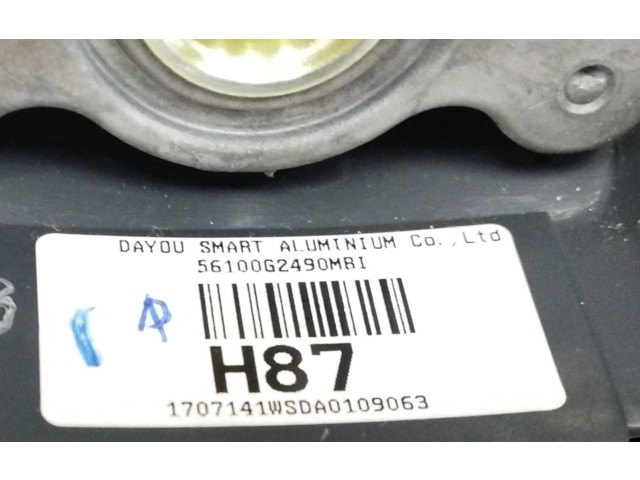 DAYOU SMART ALUMINIUM Co.,Ltd
56100G2490MBI
H87
1707141WSDA0109063